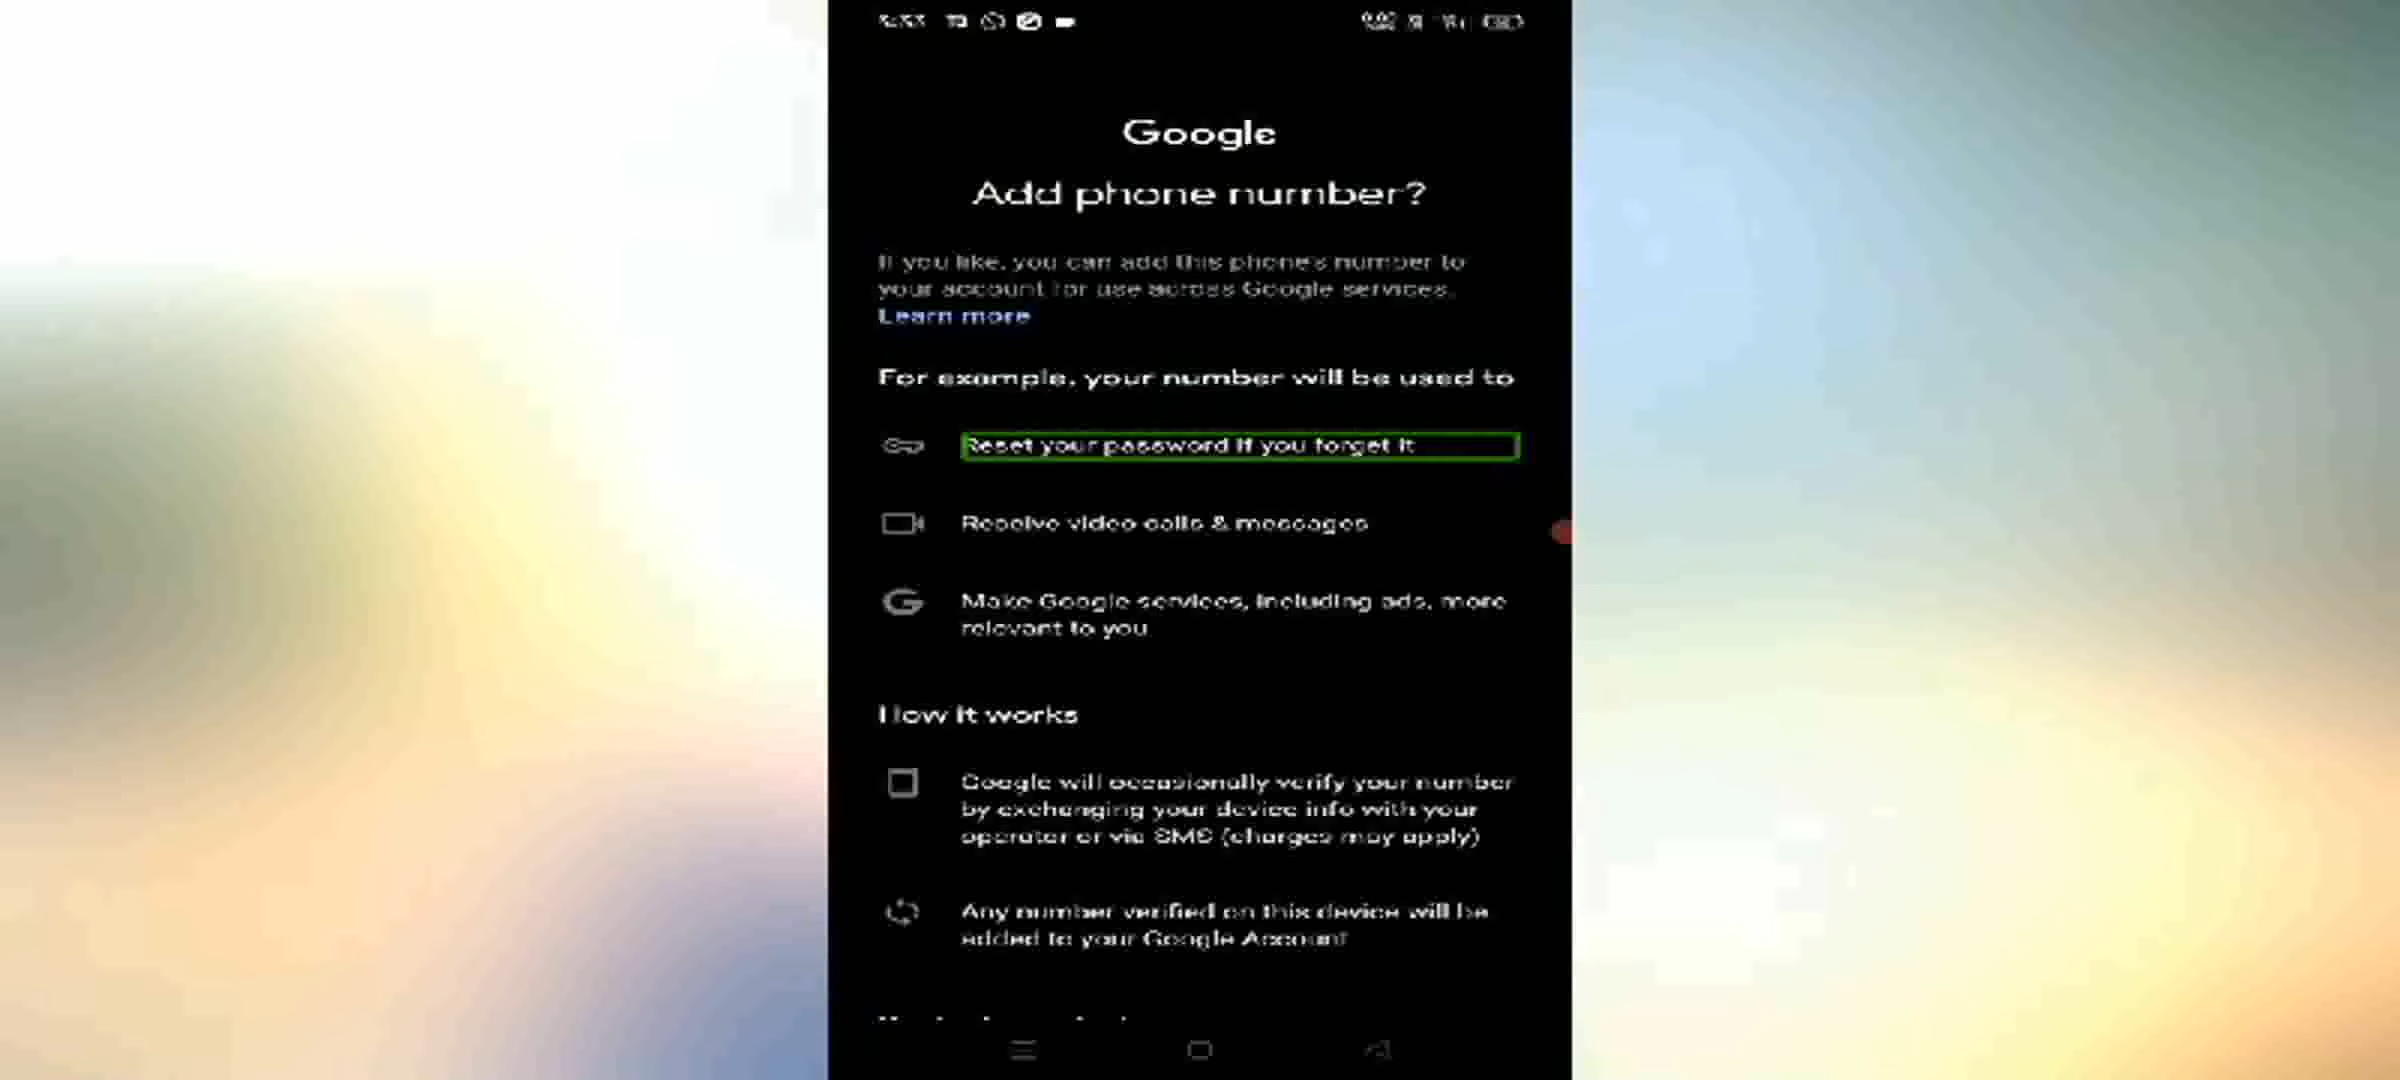 Google
Add phone number?
If you like, you can add this phone's number to
your account for use across Google services.
Learn more
For example, your number will be used to
Reset your password if you forget it
Receive video calls & messages
Make Google services, including ads, more
relevant to you
How it works
Google will occasionally verify your number
by exchanging your device info with your
operator or via SMS (charges may apply)
Any number verified on this device will be
added to your Google Account